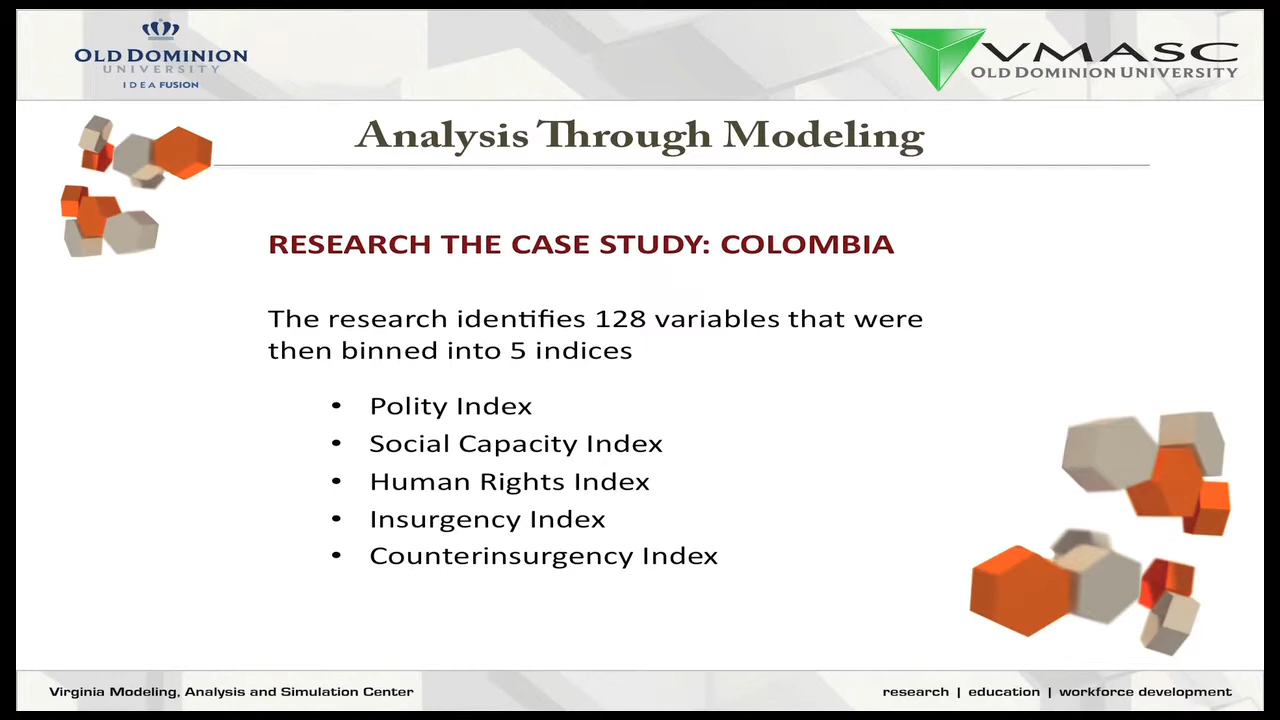 OLD DOMINION
UNIVERSITY
IDEA FUSION
VMASC
OLD DOMINION UNIVERSITY
Analysis Through Modeling
RESEARCH THE CASE STUDY: COLOMBIA
The research identifies 128 variables that were
then binned into 5 indices
• Polity Index
• Social Capacity Index
• Human Rights Index
• Insurgency Index
• Counterinsurgency Index
Virginia Modeling, Analysis and Simulation Center
research | education | workforce development